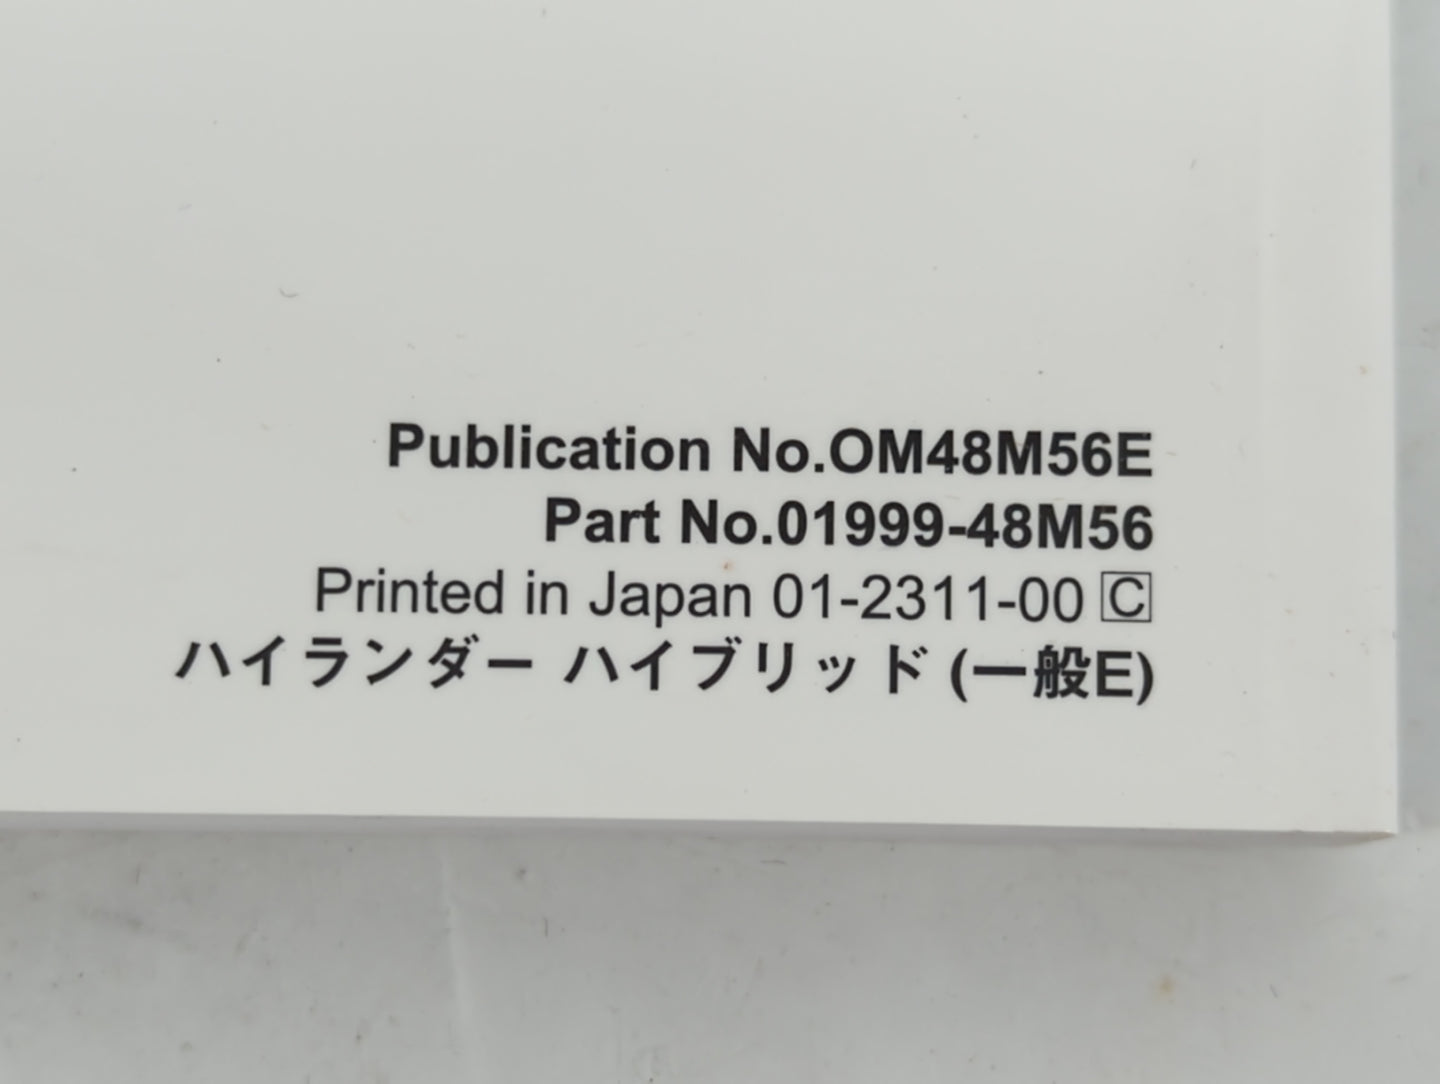 Publication No.OM48M56E
Part No.01999-48M56
Printed in Japan 01-2311-00 C
ハイランダー ハイブリッド (一般E)